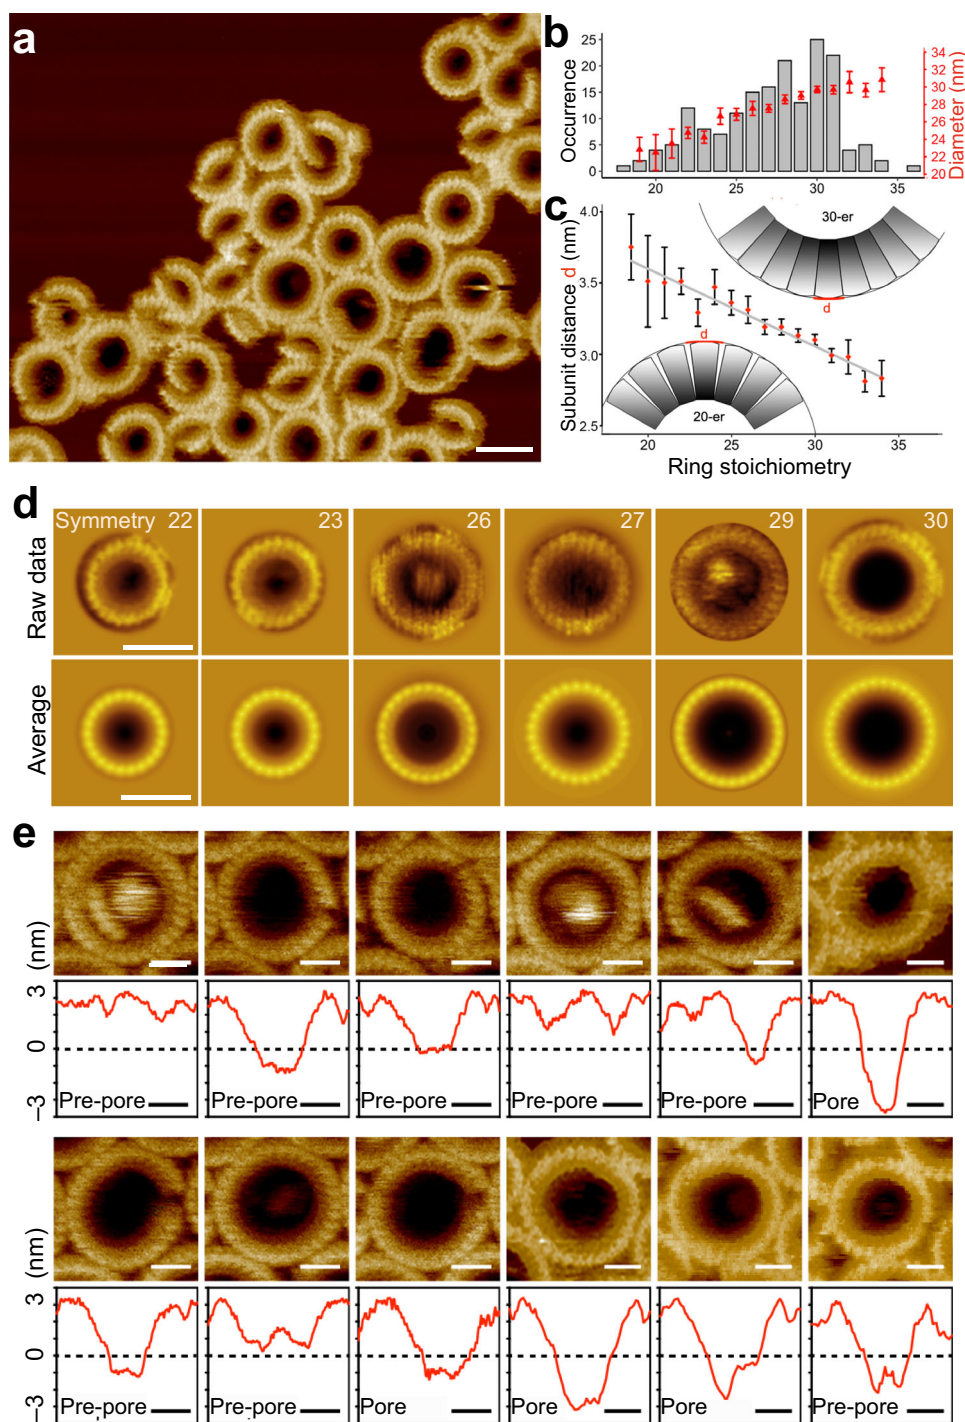 a
b
25
20
15
10
5
0
Occurrence
20
25
30
35
34
32
30
28
26
24
22
20
Diameter (nm)
c
4.0
3.5
3.0
2.5
Subunit distance d (nm)
30-er
d
d
20-er
20
25
30
35
Ring stoichiometry
d
Symmetry 22
23
26
27
29
30
Raw data
Average
e
(nm)
3
0
−3
Pre-pore
Pre-pore
Pre-pore
Pre-pore
Pre-pore
Pore
(nm)
3
0
−3
Pre-pore
Pre-pore
Pore
Pore
Pore
Pre-pore